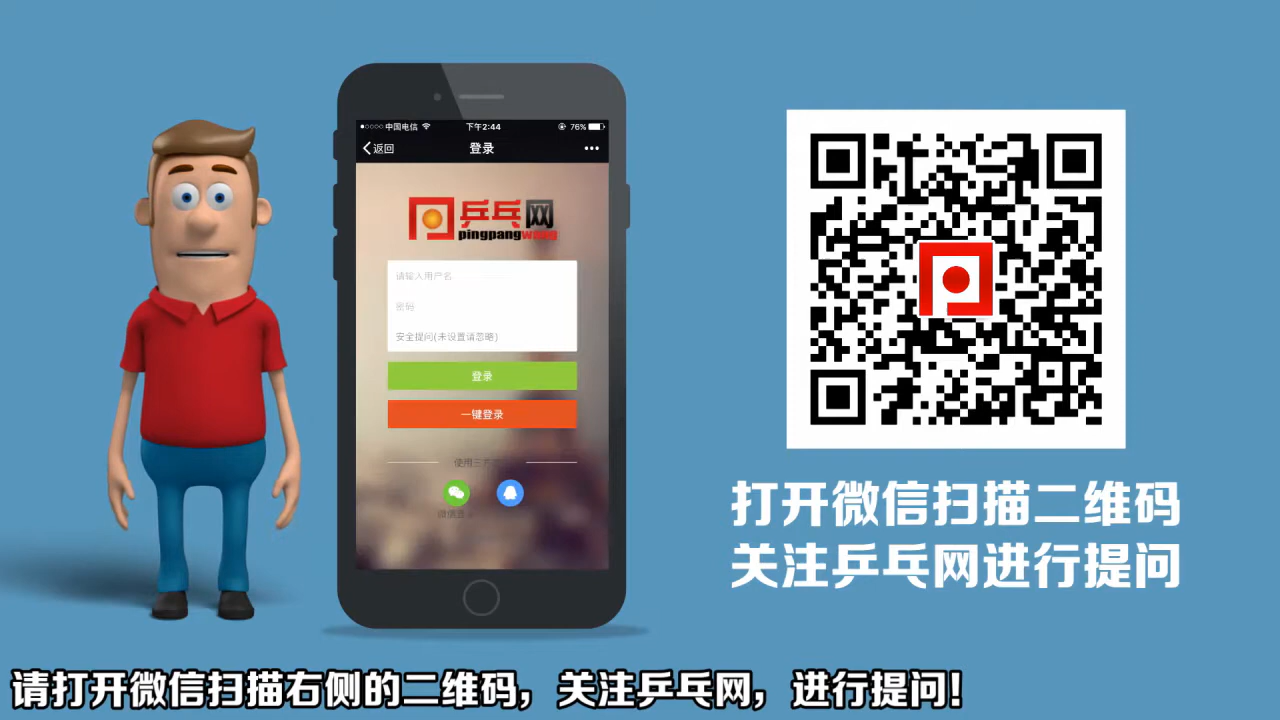 中国电信
下午2:44
76%
返回
登录
乒乓网
pingpangwang
请输入用户名
密码
安全提问(未设置请忽略)
登录
一键登录
使用三方
打开微信扫描二维码
关注乒乓网进行提问
请打开微信扫描右侧的二维码，关注乒乓网，进行提问！